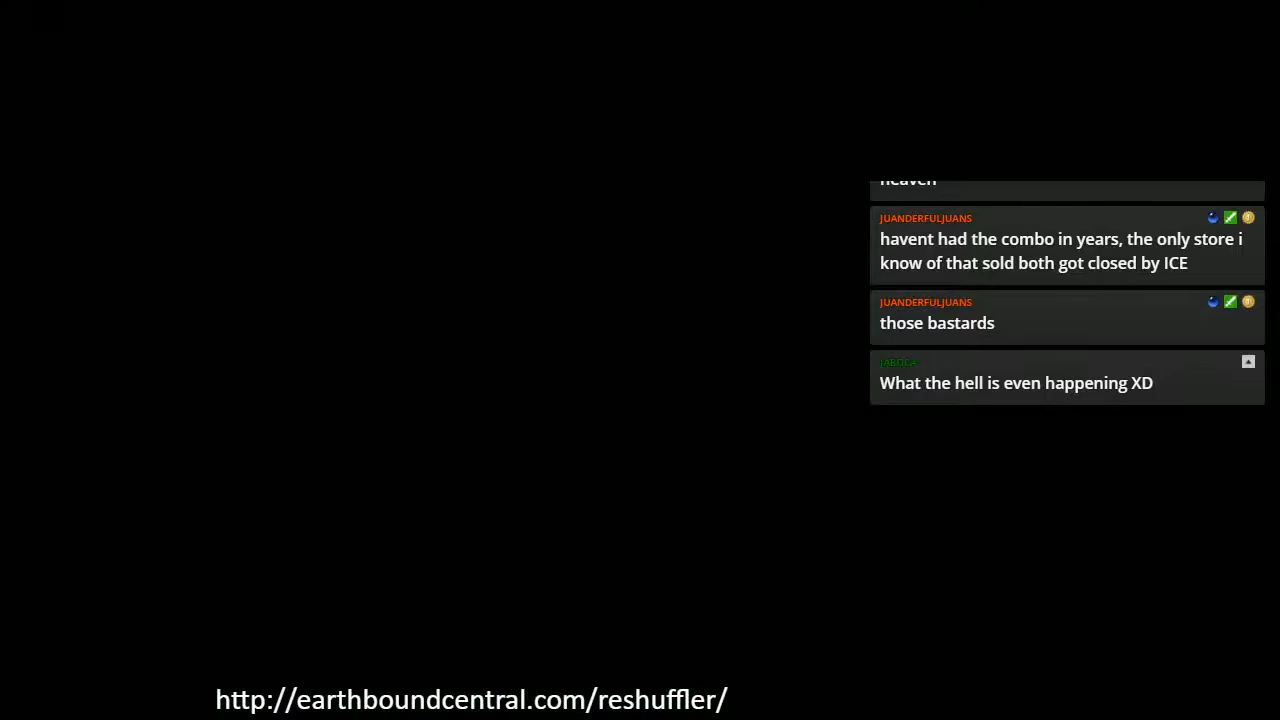 heaven
JUANDERFULJUANS
havent had the combo in years, the only store i
know of that sold both got closed by ICE
JUANDERFULJUANS
those bastards
What the hell is even happening XD
http://earthboundcentral.com/reshuffler/